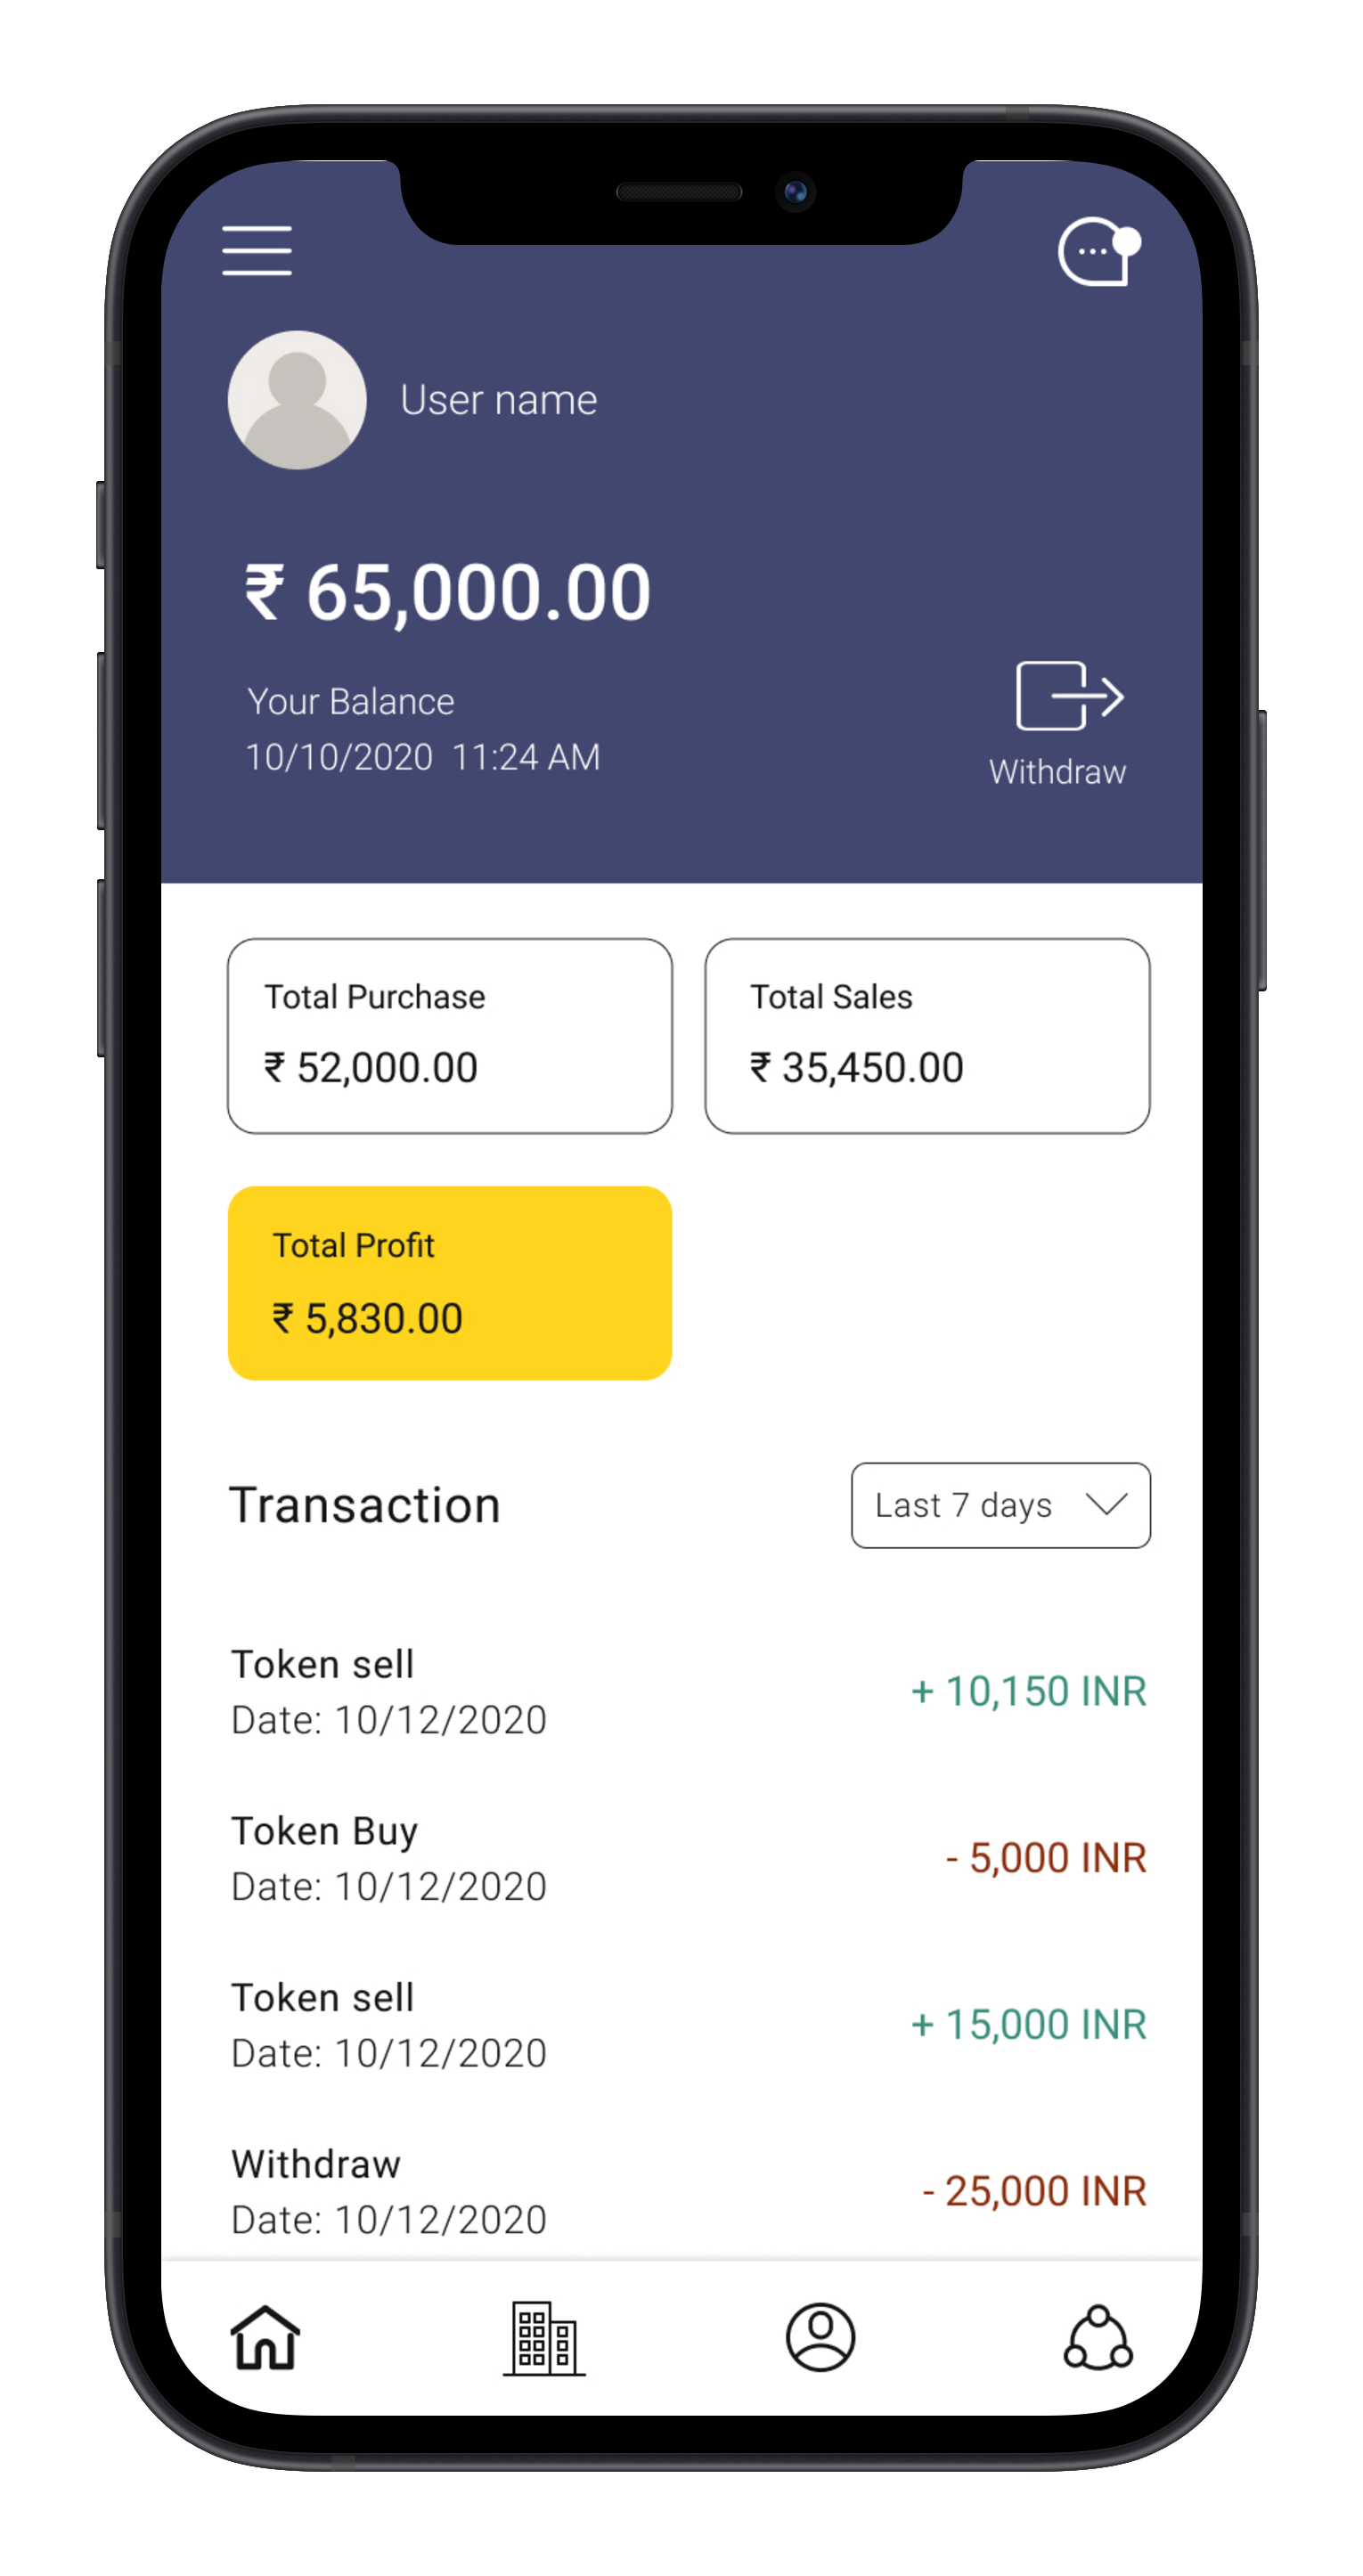 User name
₹ 65,000.00
Your Balance
10/10/2020 11:24 AM
Withdraw
Total Purchase
₹ 52,000.00
Total Sales
₹ 35,450.00
Total Profit
₹ 5,830.00
Transaction
Last 7 days
Token sell
Date: 10/12/2020
+ 10,150 INR
Token Buy
Date: 10/12/2020
- 5,000 INR
Token sell
Date: 10/12/2020
+ 15,000 INR
Withdraw
Date: 10/12/2020
- 25,000 INR